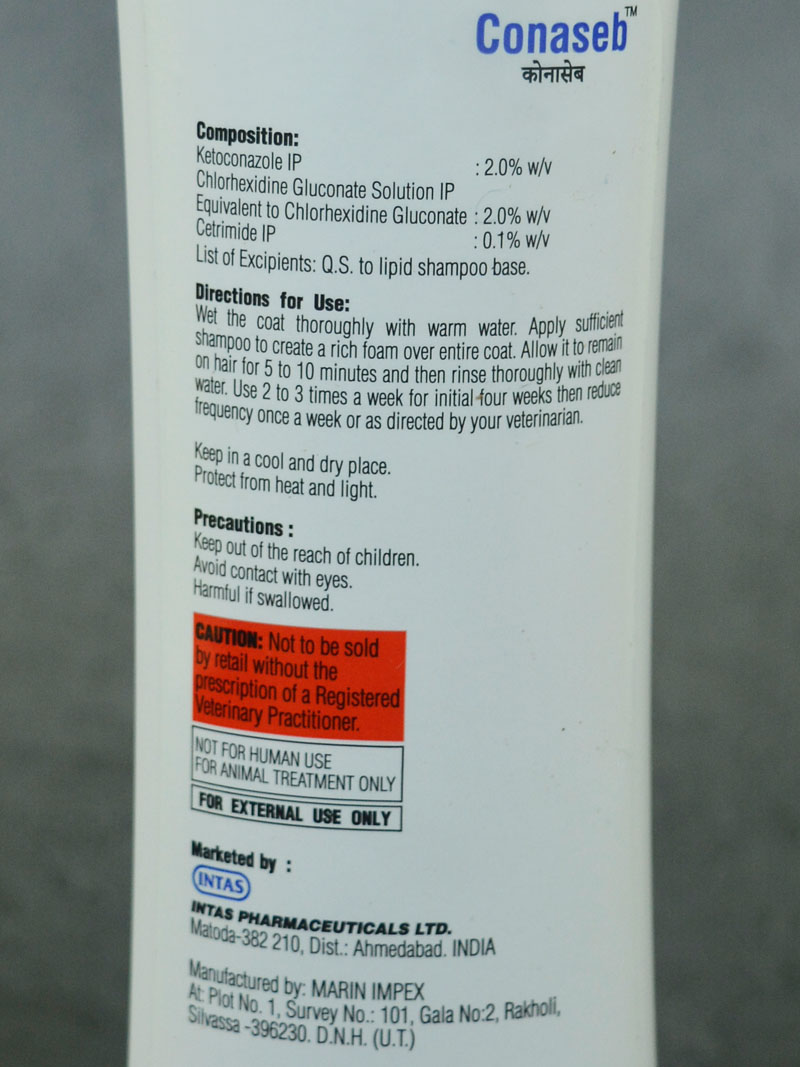 Conaseb™
कोनासेब
Composition:
Ketoconazole IP : 2.0% w/v
Chlorhexidine Gluconate Solution IP
Equivalent to Chlorhexidine Gluconate : 2.0% w/v
Cetrimide IP : 0.1% w/v
List of Excipients: Q.S. to lipid shampoo base.
Directions for Use:
Wet the coat thoroughly with warm water. Apply sufficient
shampoo to create a rich foam over entire coat. Allow it to remain
on hair for 5 to 10 minutes and then rinse thoroughly with clean
water. Use 2 to 3 times a week for initial four weeks then reduce
frequency once a week or as directed by your veterinarian.
Keep in a cool and dry place.
Protect from heat and light.
Precautions :
Keep out of the reach of children.
Avoid contact with eyes.
Harmful if swallowed.
CAUTION: Not to be sold
by retail without the
prescription of a Registered
Veterinary Practitioner.
NOT FOR HUMAN USE
FOR ANIMAL TREATMENT ONLY
FOR EXTERNAL USE ONLY
Marketed by :
INTAS
INTAS PHARMACEUTICALS LTD.
Matoda-382 210, Dist.: Ahmedabad. INDIA
Manufactured by: MARIN IMPEX
At: Plot No. 1, Survey No.: 101, Gala No:2, Rakholi,
Silvassa -396230. D.N.H. (U.T.)